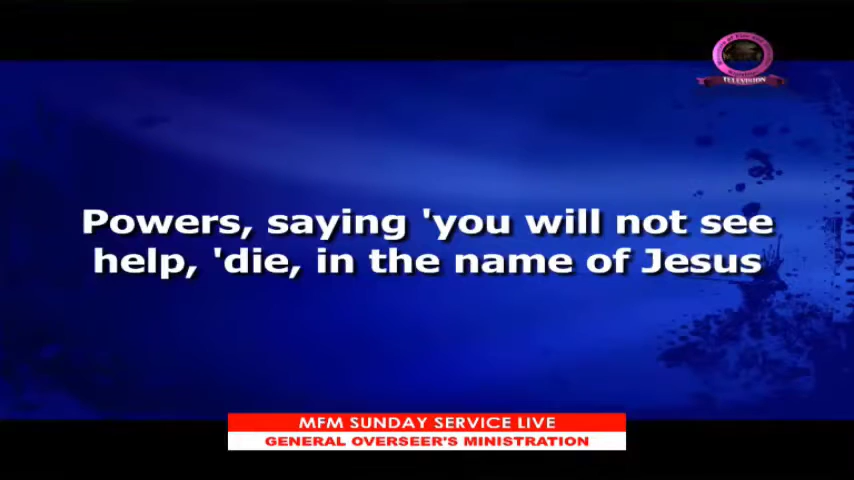 TELEVISION
Powers, saying 'you will not see
help, 'die, in the name of Jesus
MFM SUNDAY SERVICE LIVE
GENERAL OVERSEER'S MINISTRATION